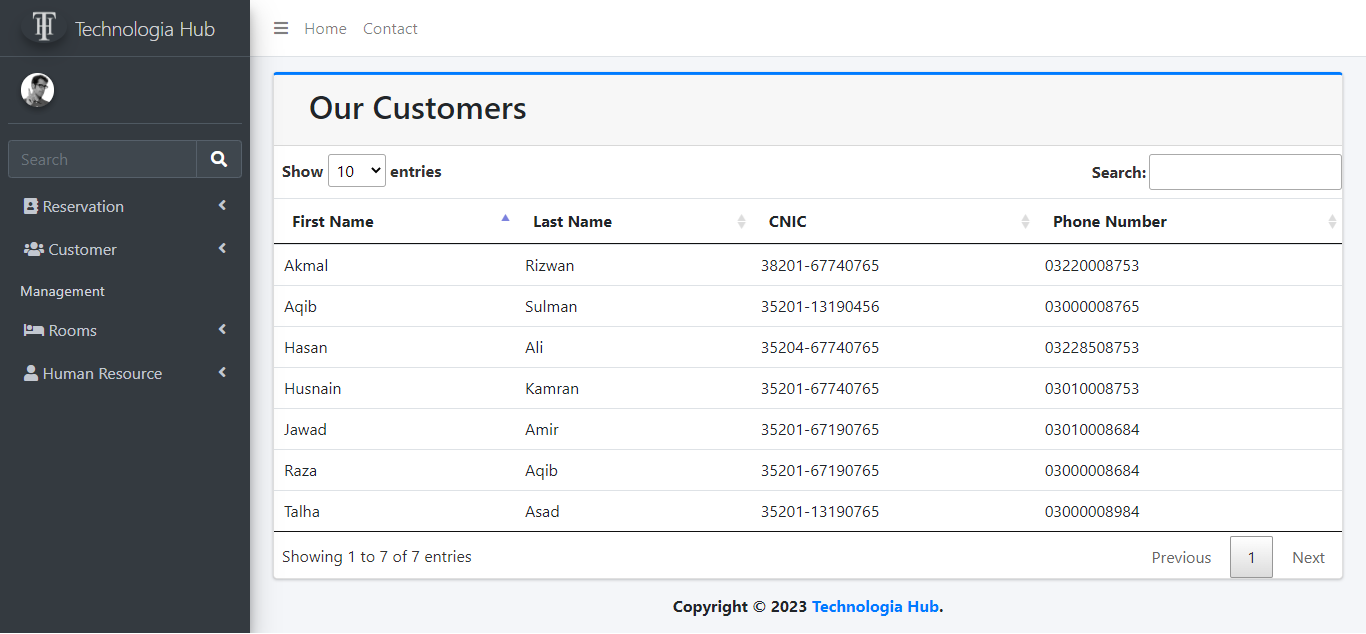 Technologia Hub
Home Contact
Our Customers
Show 10 entries Search:
Search
Reservation
Customer
Management
Rooms
Human Resource
First Name Last Name CNIC Phone Number
Akmal Rizwan 38201-67740765 03220008753
Aqib Sulman 35201-13190456 03000008765
Hasan Ali 35204-67740765 03228508753
Husnain Kamran 35201-67740765 03010008753
Jawad Amir 35201-67190765 03010008684
Raza Aqib 35201-67190765 03000008684
Talha Asad 35201-13190765 03000008984
Showing 1 to 7 of 7 entries Previous 1 Next
Copyright © 2023 Technologia Hub.